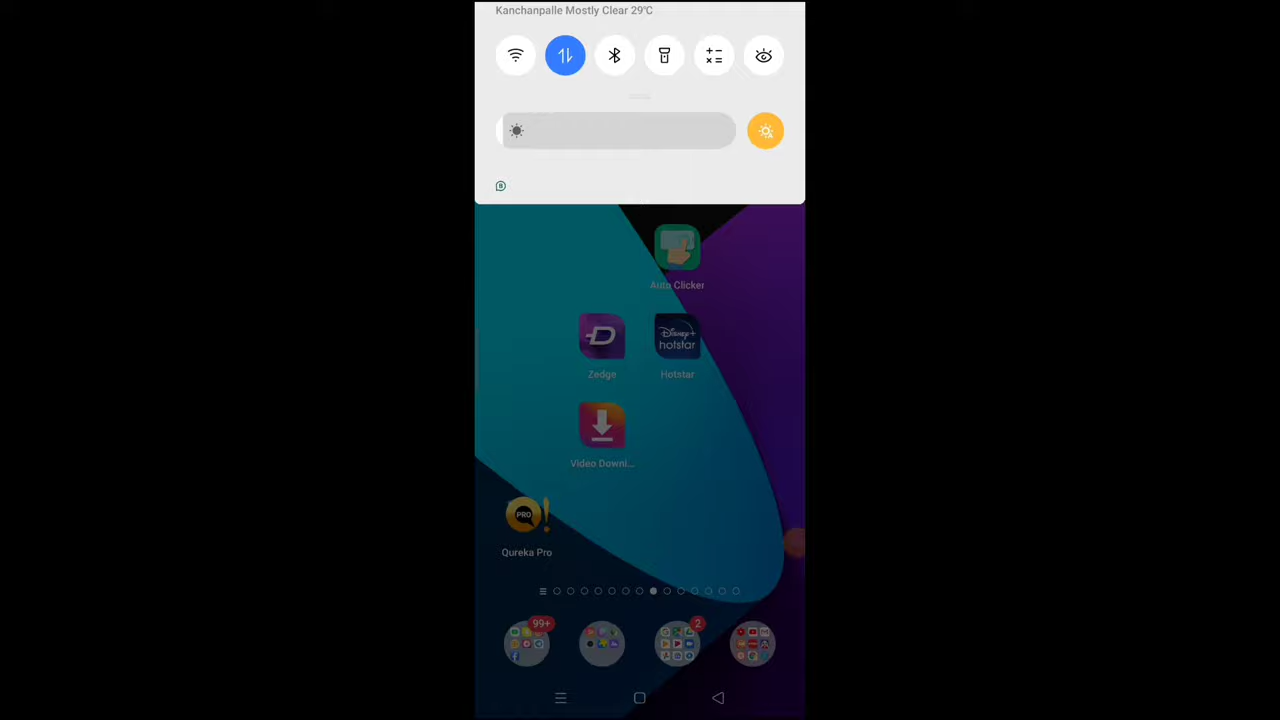 Kanchanpalle Mostly Clear 29°C
Auto Clicker
DISNEY+
hotstar
Zedge
Hotstar
Video Downl...
PRO
Qureka Pro
99+
2